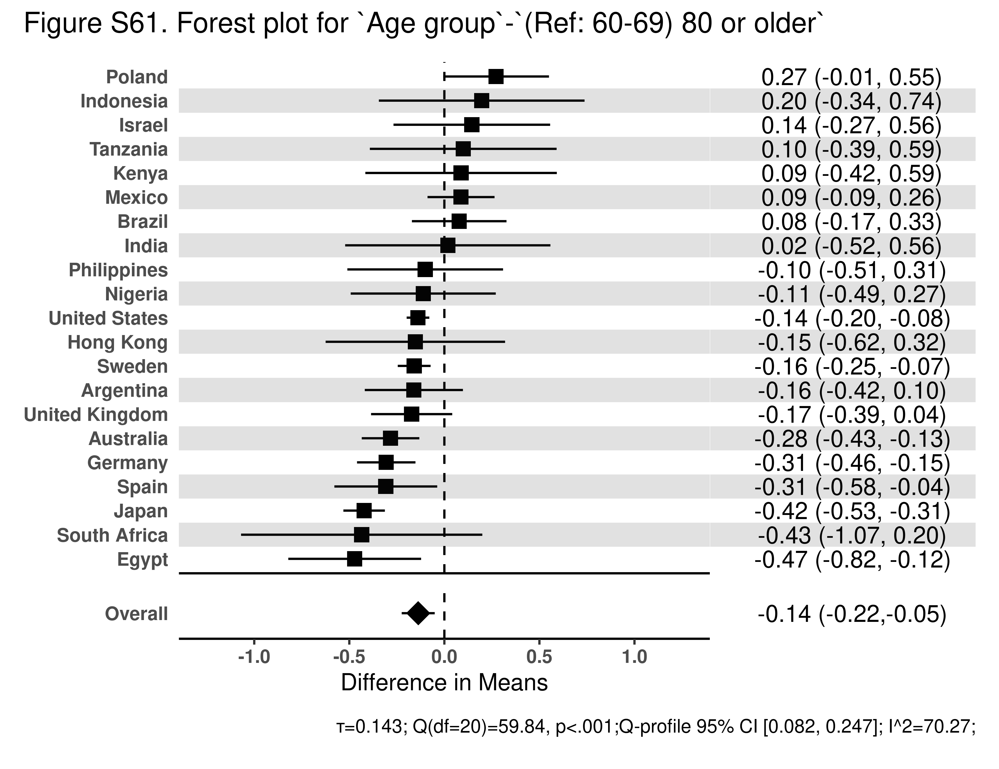 Figure S61. Forest plot for `Age group`-`(Ref: 60-69) 80 or older`
Poland 0.27 (-0.01, 0.55)
Indonesia 0.20 (-0.34, 0.74)
Israel 0.14 (-0.27, 0.56)
Tanzania 0.10 (-0.39, 0.59)
Kenya 0.09 (-0.42, 0.59)
Mexico 0.09 (-0.09, 0.26)
Brazil 0.08 (-0.17, 0.33)
India 0.02 (-0.52, 0.56)
Philippines -0.10 (-0.51, 0.31)
Nigeria -0.11 (-0.49, 0.27)
United States -0.14 (-0.20, -0.08)
Hong Kong -0.15 (-0.62, 0.32)
Sweden -0.16 (-0.25, -0.07)
Argentina -0.16 (-0.42, 0.10)
United Kingdom -0.17 (-0.39, 0.04)
Australia -0.28 (-0.43, -0.13)
Germany -0.31 (-0.46, -0.15)
Spain -0.31 (-0.58, -0.04)
Japan -0.42 (-0.53, -0.31)
South Africa -0.43 (-1.07, 0.20)
Egypt -0.47 (-0.82, -0.12)
Overall -0.14 (-0.22,-0.05)
-1.0 -0.5 0.0 0.5 1.0
Difference in Means
τ=0.143; Q(df=20)=59.84, p<.001;Q-profile 95% CI [0.082, 0.247]; I^2=70.27;